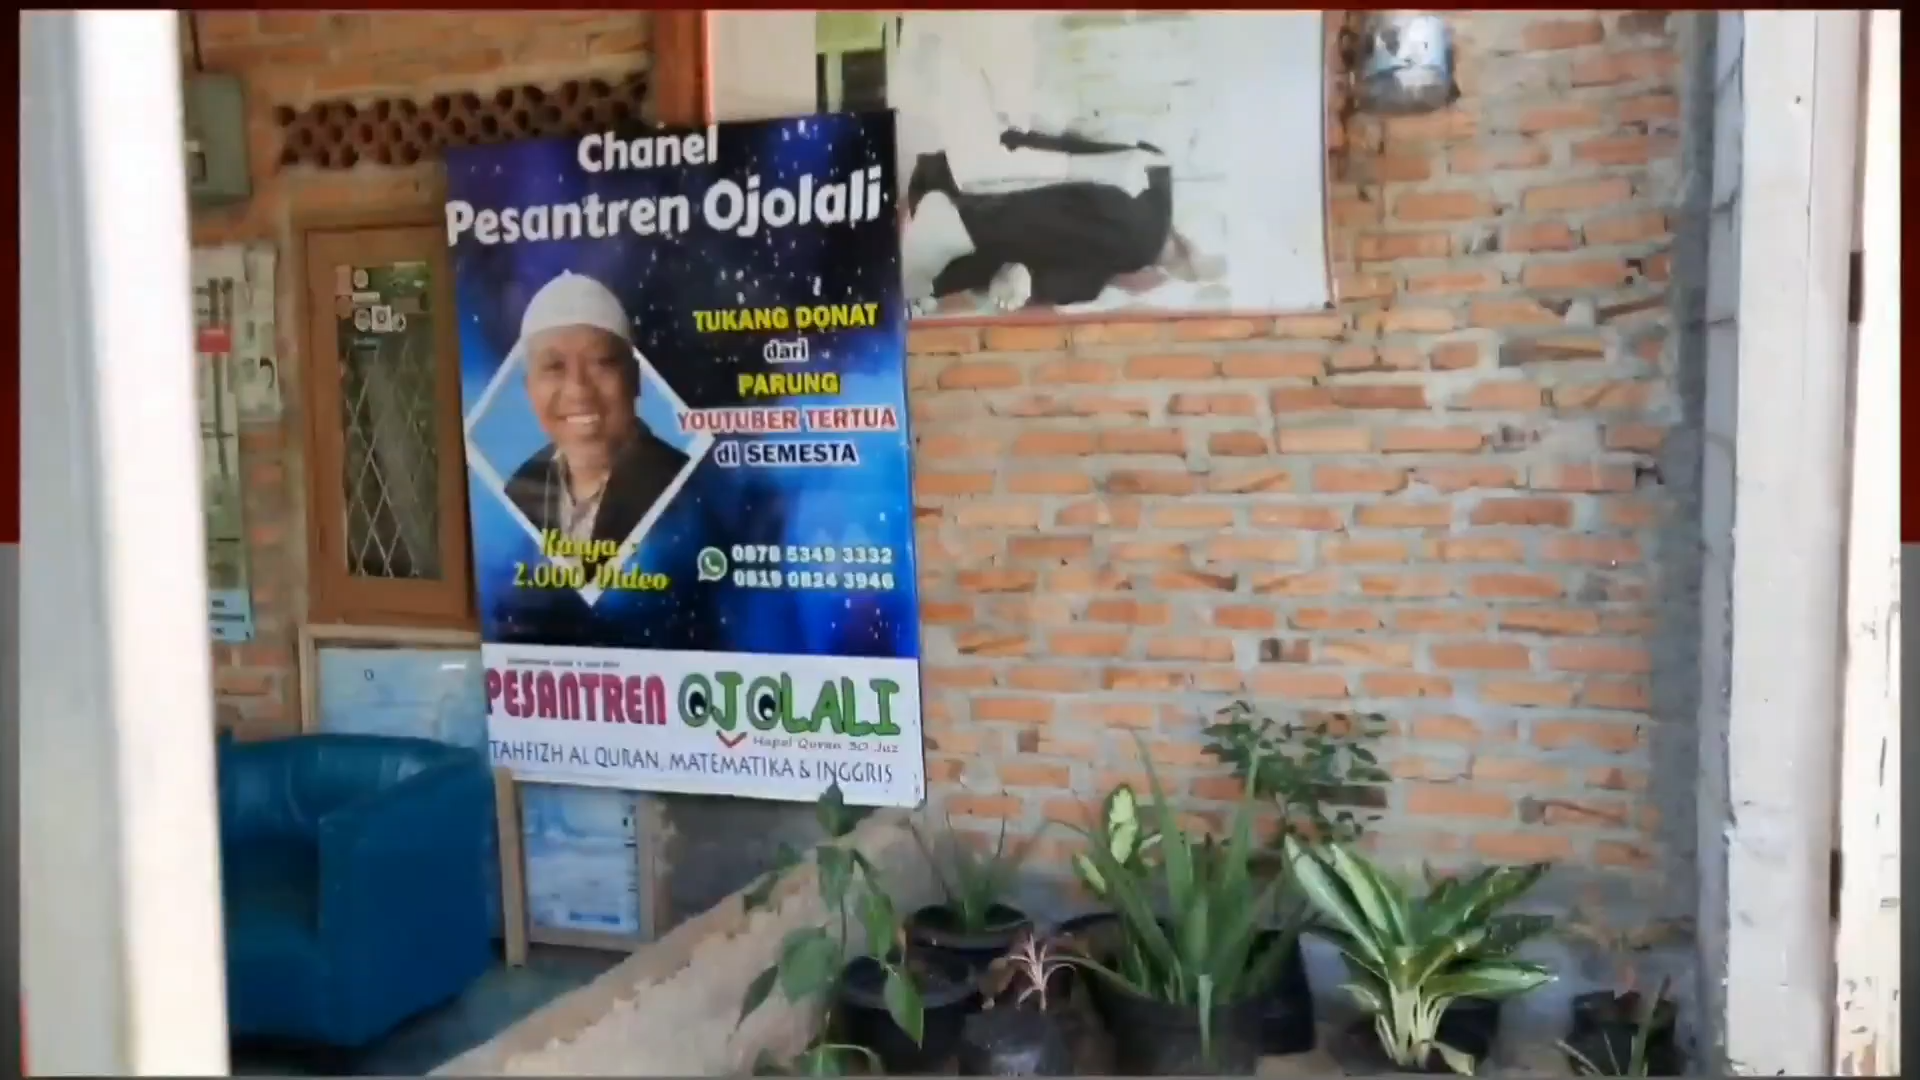 Chanel
Pesantren Ojolali
TUKANG DONAT
dari
PARUNG
YOUTUBER TERTUA
di SEMESTA
Karya
2.000 Video
0878 5349 3332
0819 0824 3946
PESANTREN OJOLALI
Hapal Quran 30 Juz
TAHFIZH AL QURAN, MATEMATIKA & INGGRIS